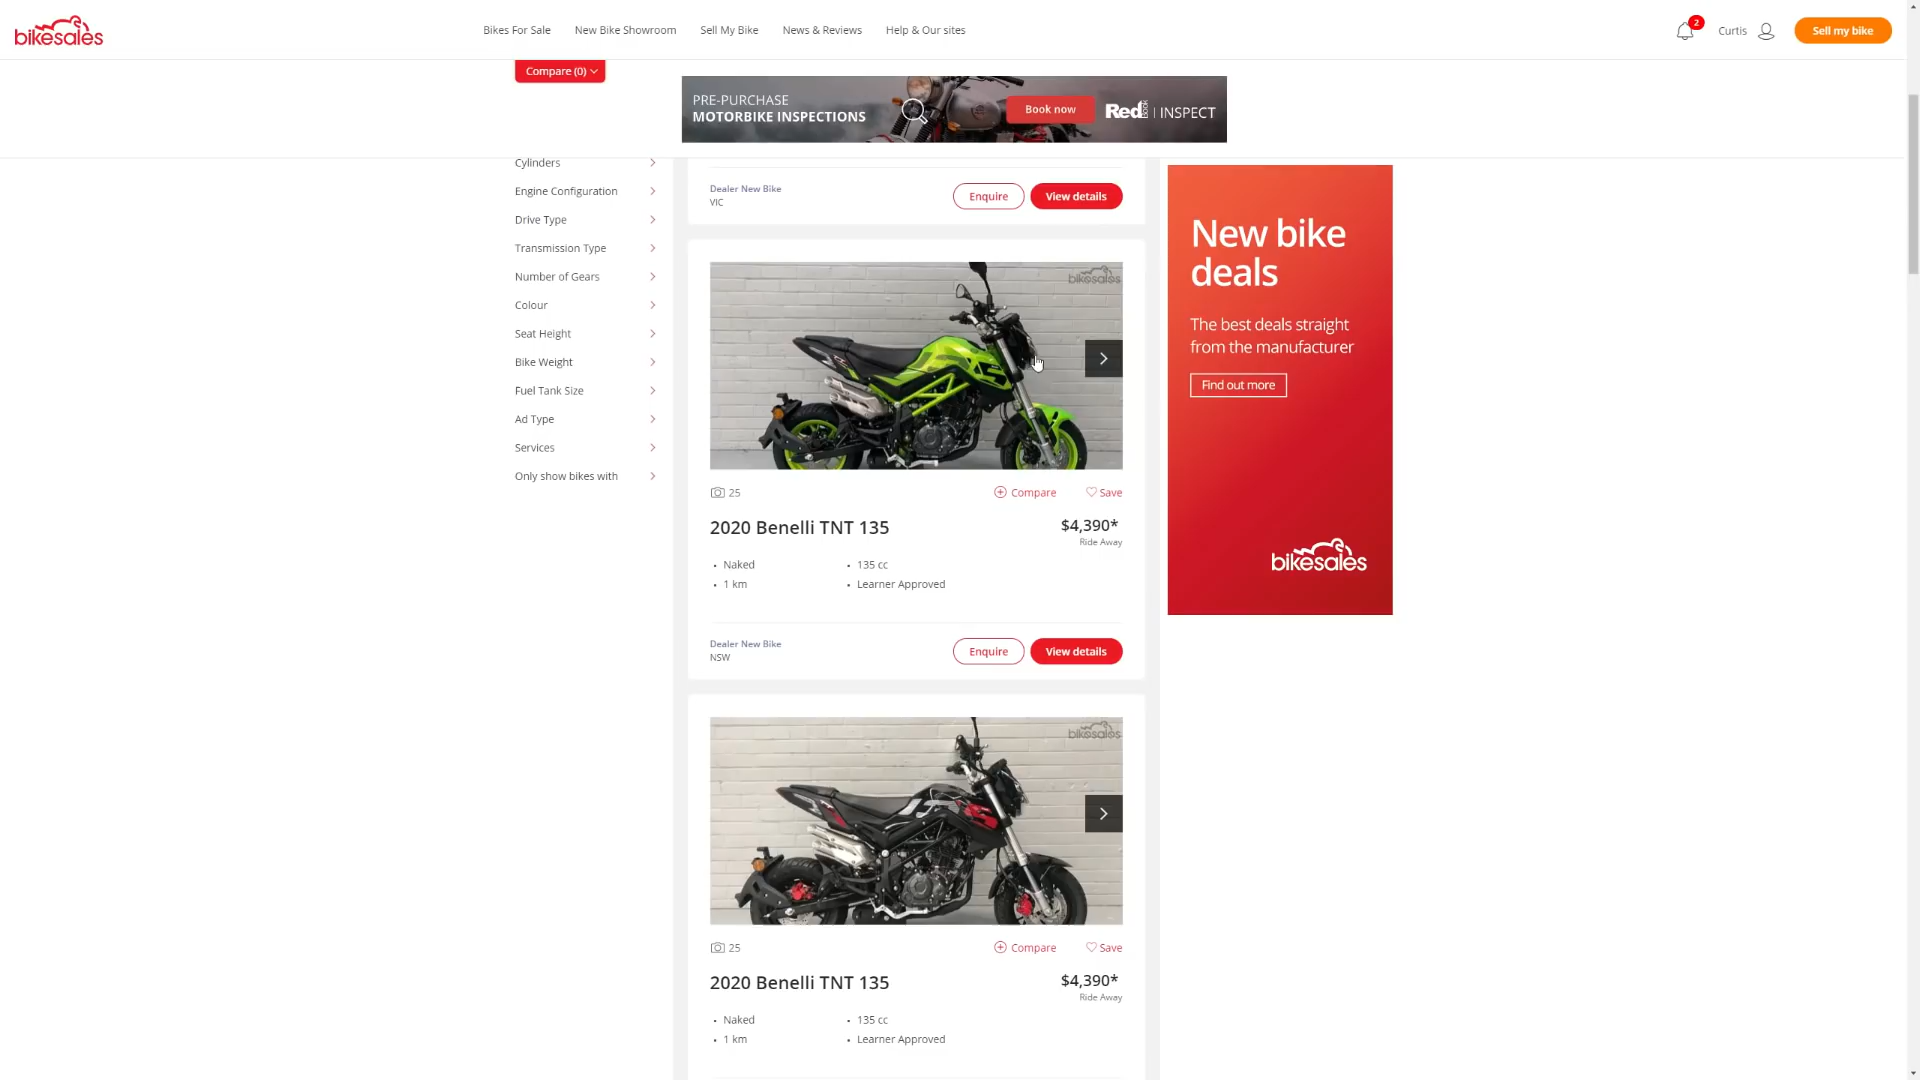 bikesales
Bikes For Sale
New Bike Showroom
Sell My Bike
News & Reviews
Help & Our sites
2
Curtis
Sell my bike
Compare (0)
PRE-PURCHASE
MOTORBIKE INSPECTIONS
Book now
RedBOOK | INSPECT
Cylinders
Engine Configuration
Drive Type
Transmission Type
Number of Gears
Colour
Seat Height
Bike Weight
Fuel Tank Size
Ad Type
Services
Only show bikes with
Dealer New Bike
VIC
Enquire
View details
bikesales
25
Compare
Save
2020 Benelli TNT 135
$4,390*
Ride Away
• Naked
• 135 cc
• 1 km
• Learner Approved
Dealer New Bike
NSW
Enquire
View details
bikesales
25
Compare
Save
2020 Benelli TNT 135
$4,390*
Ride Away
• Naked
• 135 cc
• 1 km
• Learner Approved
New bike
deals
The best deals straight
from the manufacturer
Find out more
bikesales